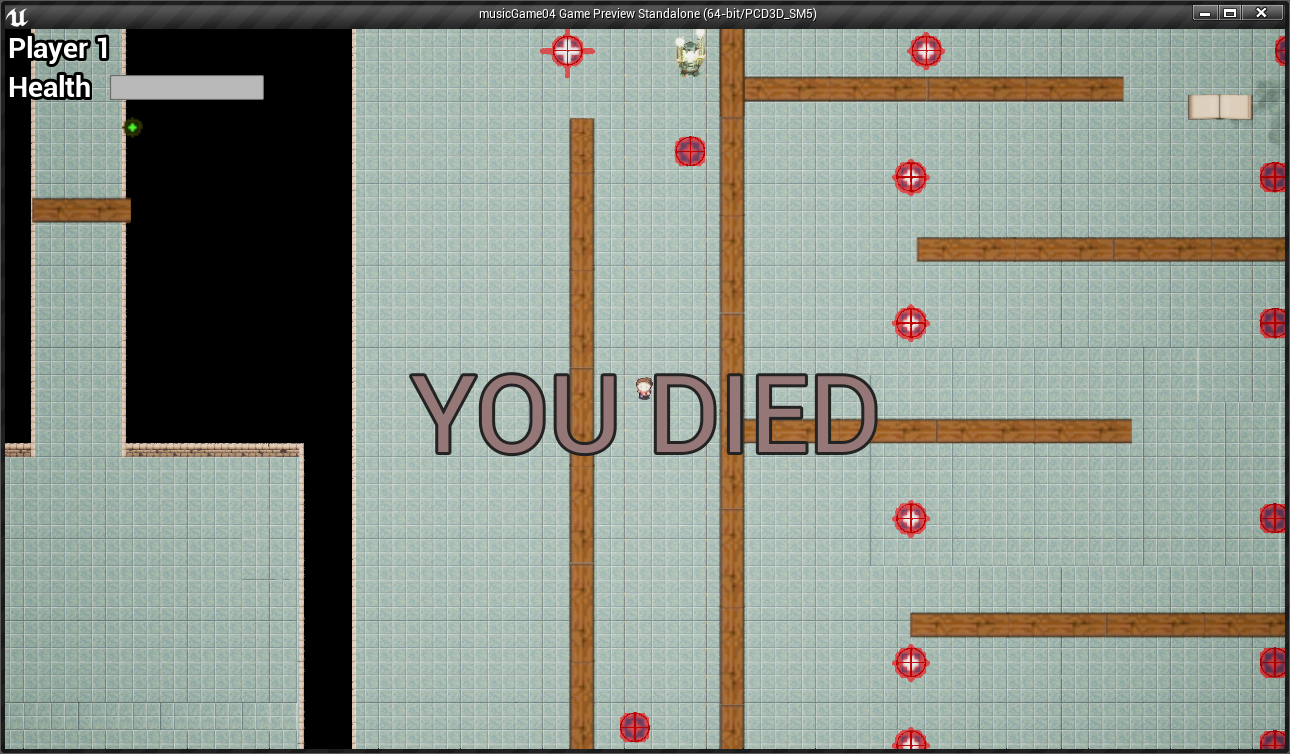 musicGame04 Game Preview Standalone (64-bit/PCD3D_SM5)
Player 1
Health
YOU DIED